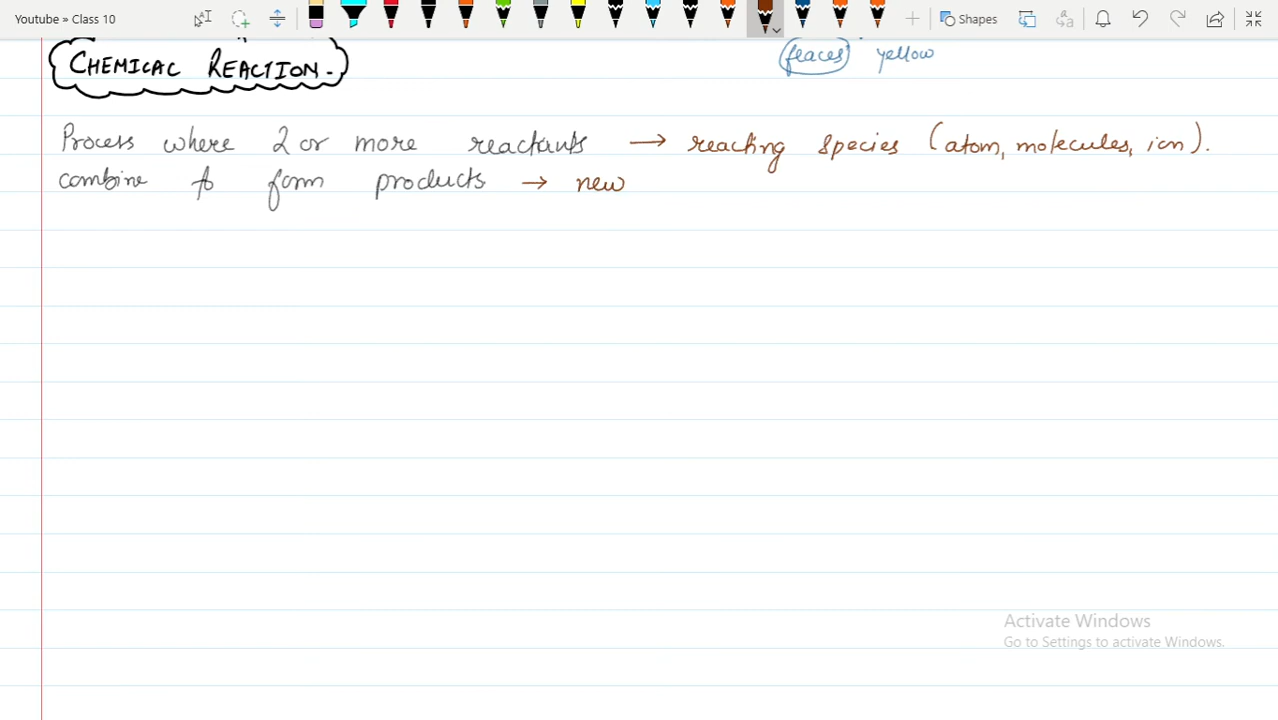 Youtube » Class 10
Shapes
feaces yellow
CHEMICAL REACTION.
Process where 2 or more reactants → reacting species (atom, molecules, ion).
combine to form products → new
Activate Windows
Go to Settings to activate Windows.